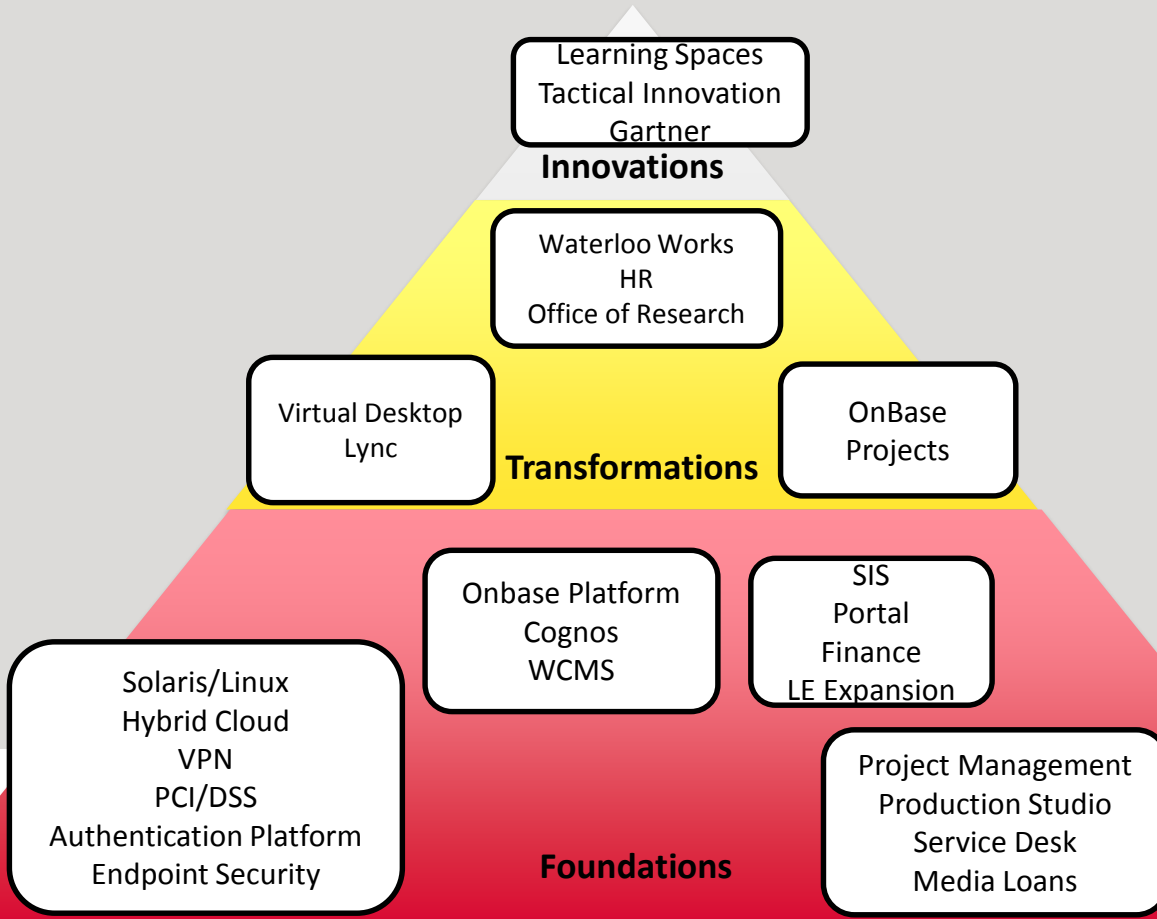 Learning Spaces
Tactical Innovation
Gartner
Innovations
Waterloo Works
HR
Office of Research
Virtual Desktop
Lync
OnBase
Projects
Transformations
Onbase Platform
Cognos
WCMS
SIS
Portal
Finance
LE Expansion
Solaris/Linux
Hybrid Cloud
VPN
PCI/DSS
Authentication Platform
Endpoint Security
Project Management
Production Studio
Service Desk
Media Loans
Foundations